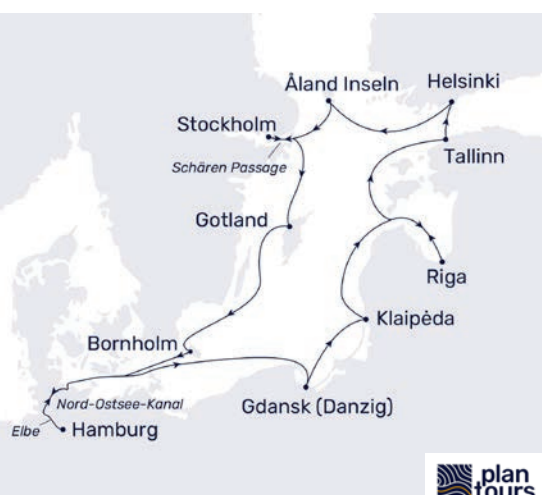 Åland Inseln
Helsinki
Stockholm
Schären Passage
Tallinn
Gotland
Riga
Klaipėda
Bornholm
Gdansk (Danzig)
Nord-Ostsee-Kanal
Elbe
Hamburg
plan
tours